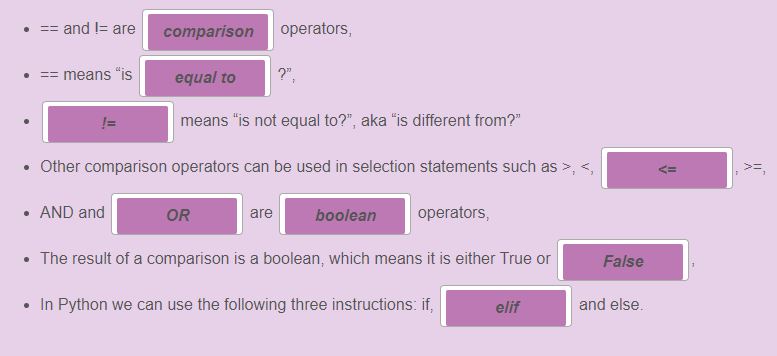 == and != are comparison operators,
== means “is equal to ?”,
!= means “is not equal to?”, aka “is different from?”
Other comparison operators can be used in selection statements such as >, <, <= , >=,
AND and OR are boolean operators,
The result of a comparison is a boolean, which means it is either True or False ,
In Python we can use the following three instructions: if, elif and else.